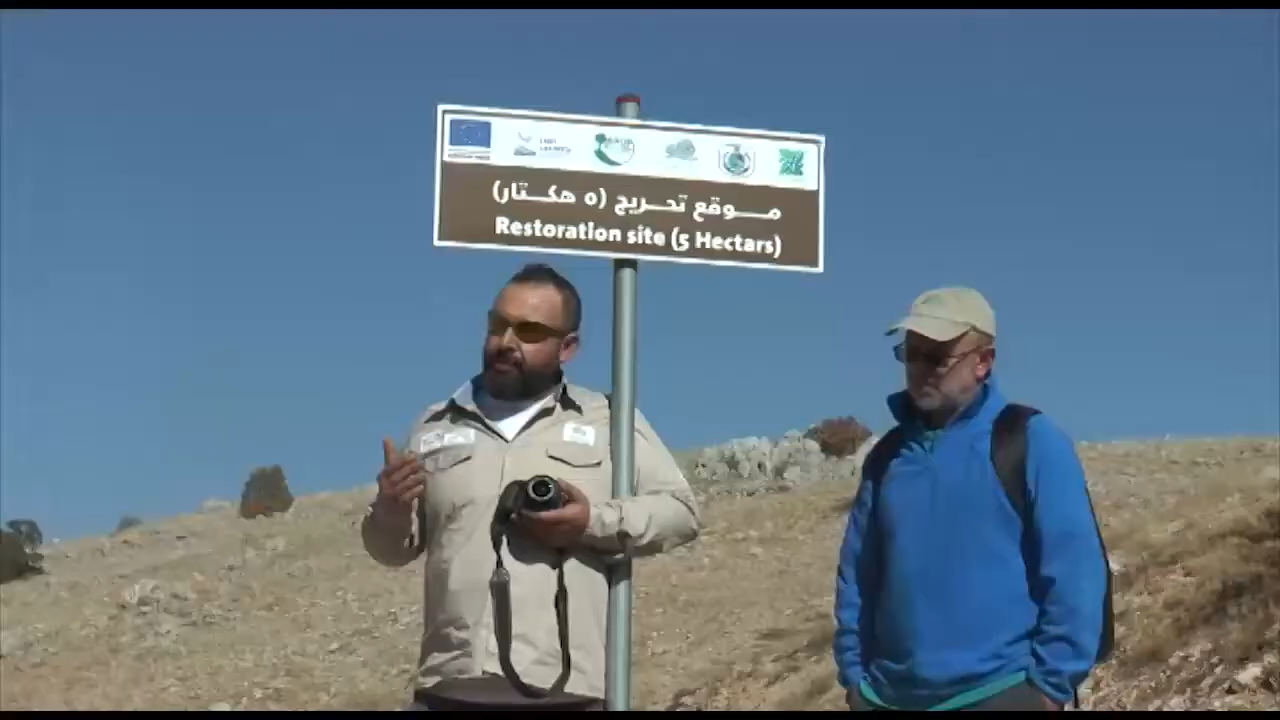 موقع تحريج (٥ هكتار)
Restoration site (5 Hectars)